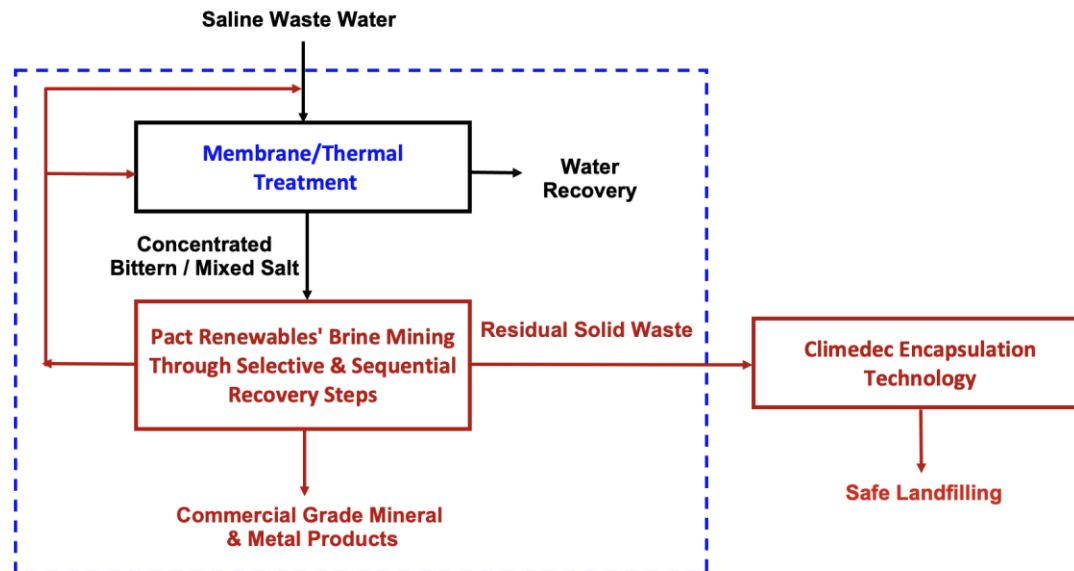 Saline Waste Water
Membrane/Thermal
Treatment
Water
Recovery
Concentrated
Bittern / Mixed Salt
Pact Renewables' Brine Mining
Through Selective & Sequential
Recovery Steps
Residual Solid Waste
Climedec Encapsulation
Technology
Safe Landfilling
Commercial Grade Mineral
& Metal Products